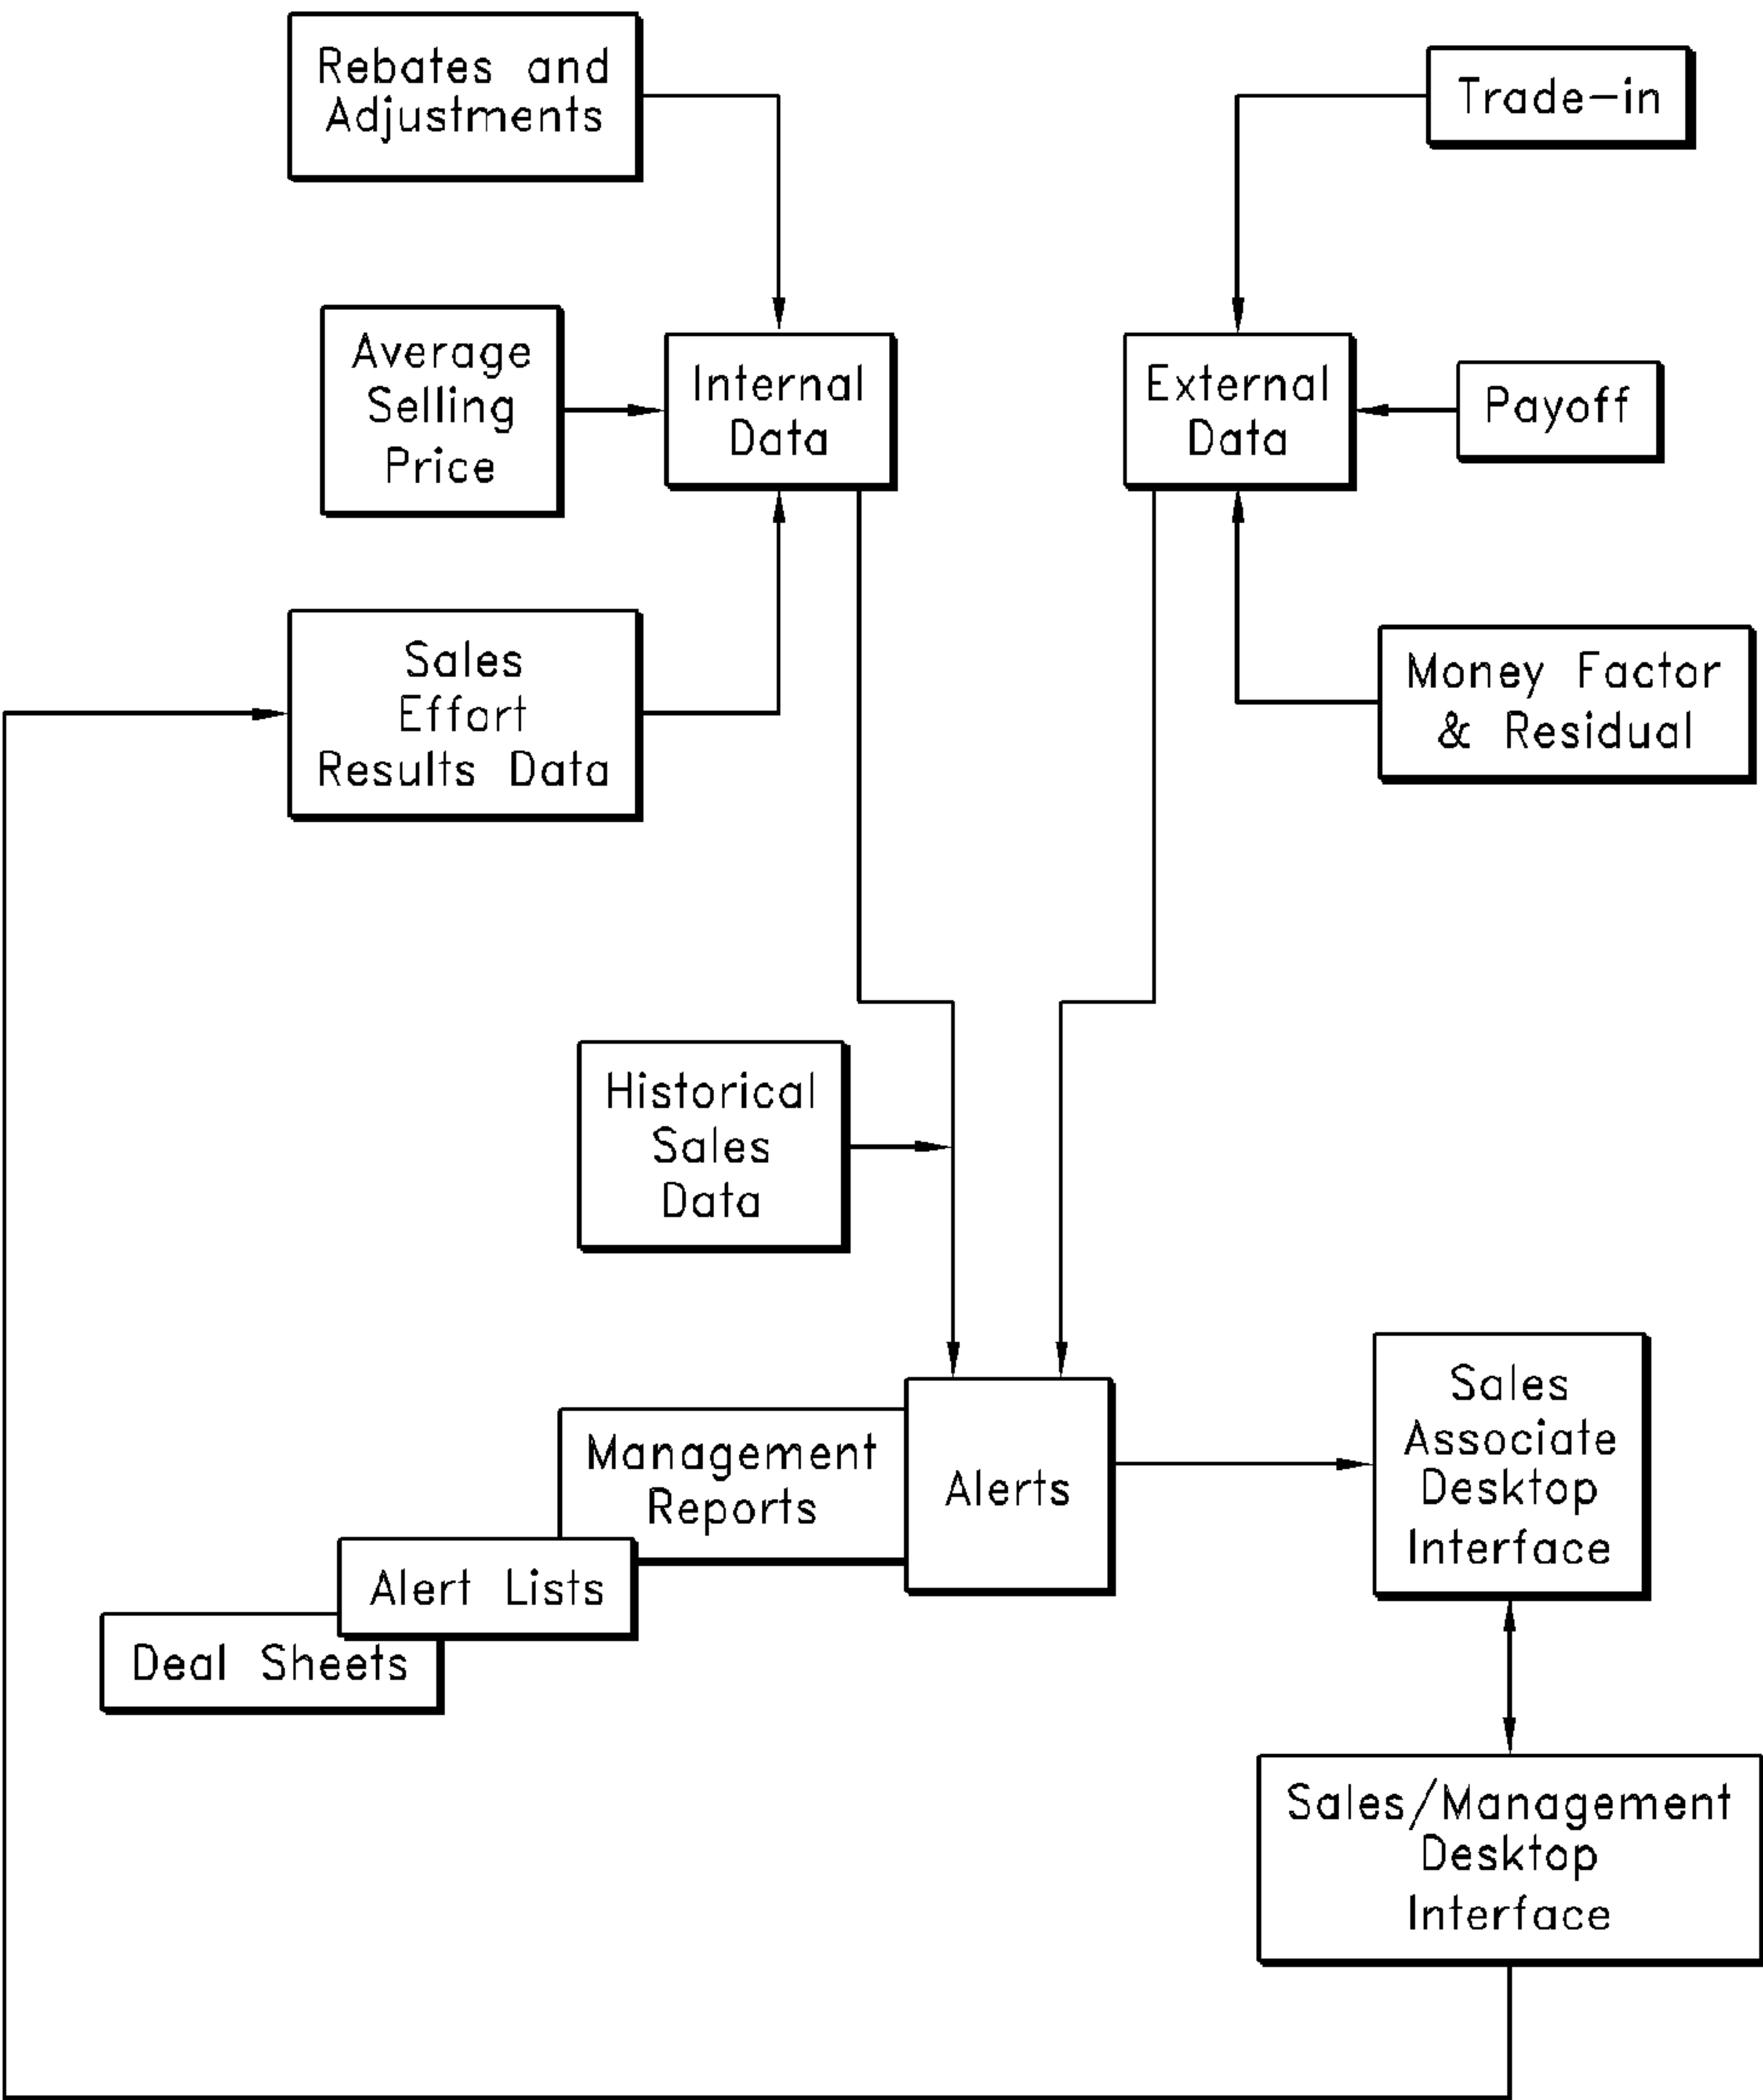 Rebates and
Adjustments
Trade-in
Average
Selling
Price
Internal
Data
External
Data
Payoff
Sales
Effort
Results Data
Money Factor
& Residual
Historical
Sales
Data
Management
Reports
Alerts
Sales
Associate
Desktop
Interface
Alert Lists
Deal Sheets
Sales/Management
Desktop
Interface